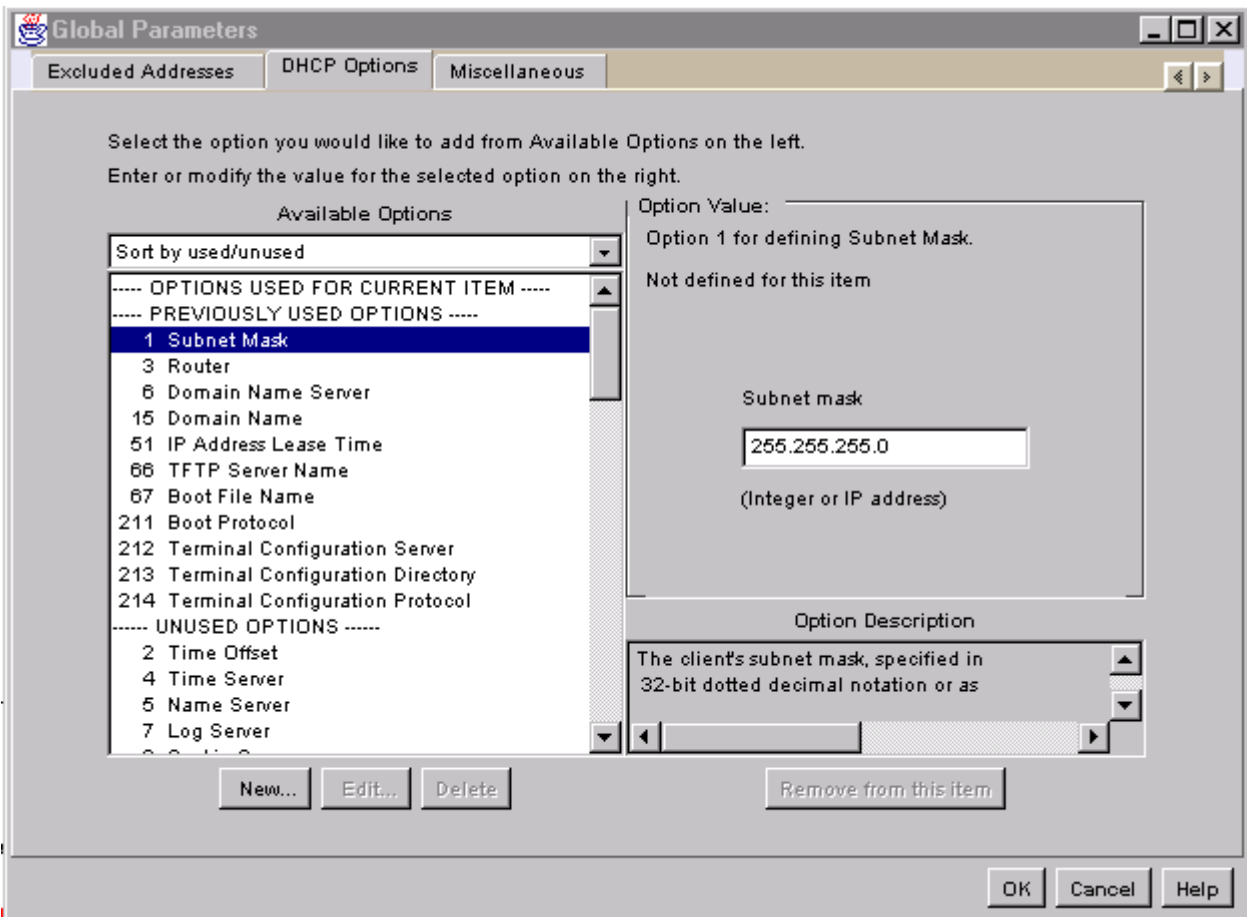 Global Parameters
Excluded Addresses
DHCP Options
Miscellaneous
Select the option you would like to add from Available Options on the left.
Enter or modify the value for the selected option on the right.
Available Options
Sort by used/unused
----- OPTIONS USED FOR CURRENT ITEM -----
----- PREVIOUSLY USED OPTIONS -----
1 Subnet Mask
3 Router
6 Domain Name Server
15 Domain Name
51 IP Address Lease Time
66 TFTP Server Name
67 Boot File Name
211 Boot Protocol
212 Terminal Configuration Server
213 Terminal Configuration Directory
214 Terminal Configuration Protocol
------ UNUSED OPTIONS ------
2 Time Offset
4 Time Server
5 Name Server
7 Log Server
New...
Edit...
Delete
Option Value:
Option 1 for defining Subnet Mask.
Not defined for this item
Subnet mask
255.255.255.0
(Integer or IP address)
Option Description
The client's subnet mask, specified in
32-bit dotted decimal notation or as
Remove from this item
OK
Cancel
Help